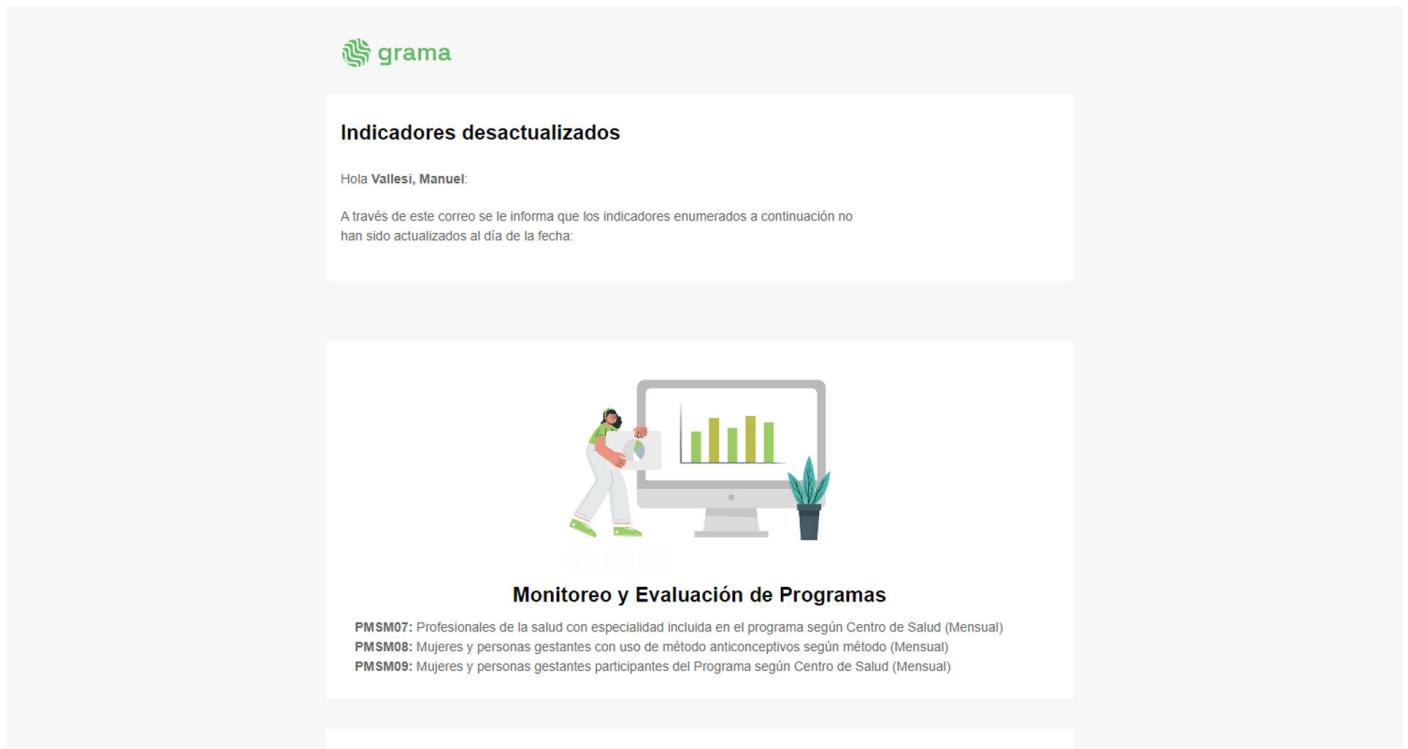 grama
Indicadores desactualizados
Hola Vallesi, Manuel:
A través de este correo se le informa que los indicadores enumerados a continuación no
han sido actualizados al día de la fecha:
Monitoreo y Evaluación de Programas
PMSM07: Profesionales de la salud con especialidad incluida en el programa según Centro de Salud (Mensual)
PMSM08: Mujeres y personas gestantes con uso de método anticonceptivos según método (Mensual)
PMSM09: Mujeres y personas gestantes participantes del Programa según Centro de Salud (Mensual)